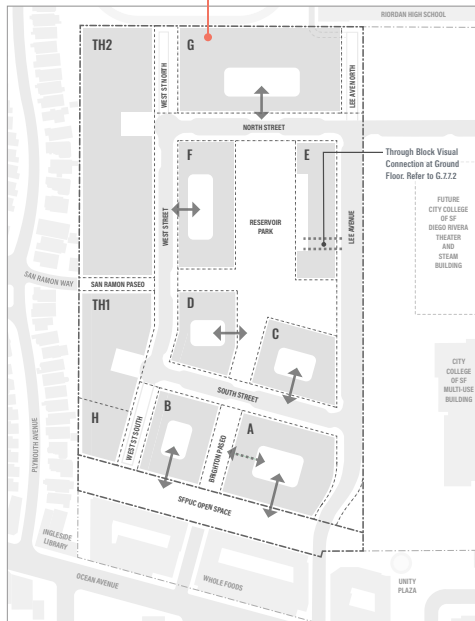 RIORDAN HIGH SCHOOL
TH2
WEST ST NORTH
G
LEE AVE NORTH
NORTH STREET
F
E
Through Block Visual
Connection at Ground
Floor. Refer to G.7.7.2
WEST STREET
RESERVOIR
PARK
LEE AVENUE
FUTURE
CITY COLLEGE
OF SF
DIEGO RIVERA
THEATER
AND
STEAM
BUILDING
SAN RAMON WAY
SAN RAMON PASEO
TH1
D
C
CITY
COLLEGE
OF SF
MULTI-USE
BUILDING
SOUTH STREET
H
WEST ST SOUTH
B
BRIGHTON PASEO
A
PLYMOUTH AVENUE
SFPUC OPEN SPACE
INGLESIDE
LIBRARY
OCEAN AVENUE
WHOLE FOODS
UNITY
PLAZA